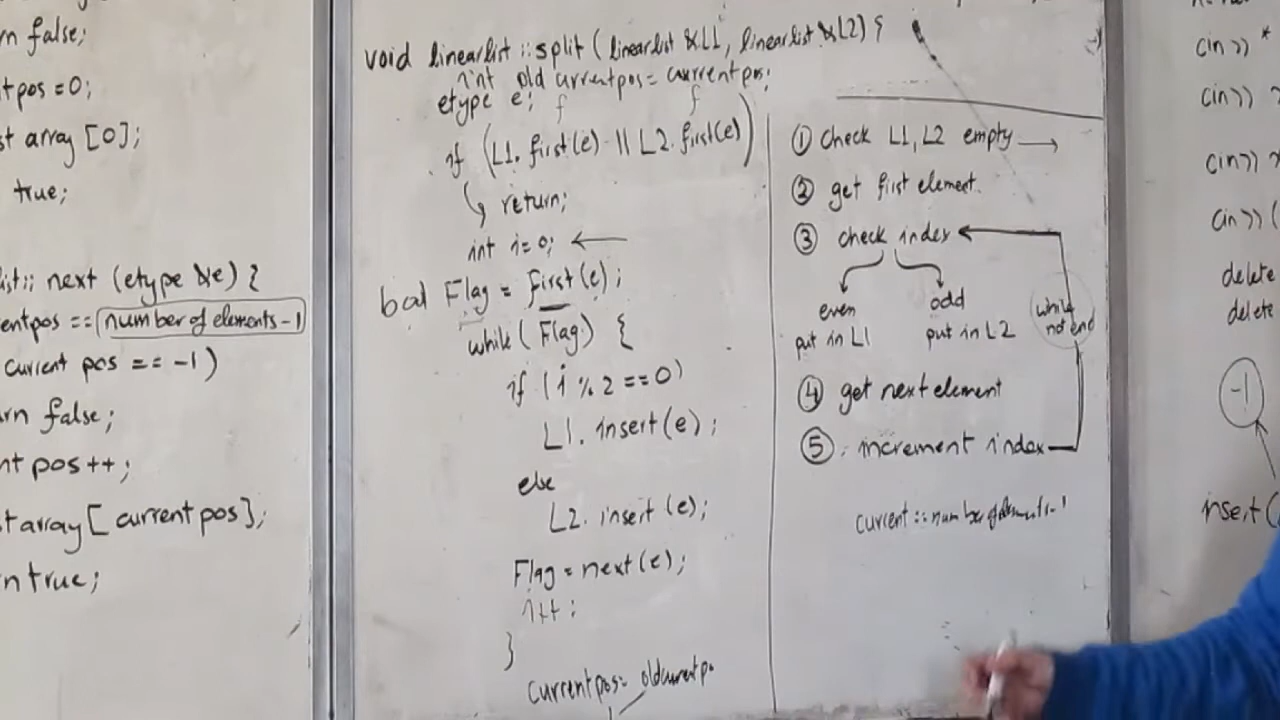 rn false;
tpos = 0;
st array [0];
true;
ist:: next (etype &e) {
entpos == number of elements - 1
current pos == -1)
urn false;
nt pos++;
tarray [currentpos];
n true;
void linearlist :: split (linearlist &L1, linearlist &L2) {
int old currentpos = currentpos;
etype e;
f f
if (L1.first(e) || L2.first(e))
return;
int i=0;
bool Flag = first(e);
while (Flag) {
if (i % 2 == 0)
L1. insert(e);
else
L2. insert(e);
Flag = next(e);
i++;
}
currentpos = oldcurrentpo
① check L1, L2 empty
② get first element.
③ check index
even odd
put in L1 put in L2
while
not end
④ get next element
⑤ increment index
current :: number of elements - 1
cin >> *
cin >>
cin >>
cin >> (
delete
delete
-1
insert (